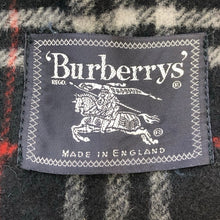 'Burberrys'
REGD. ®
MADE IN ENGLAND